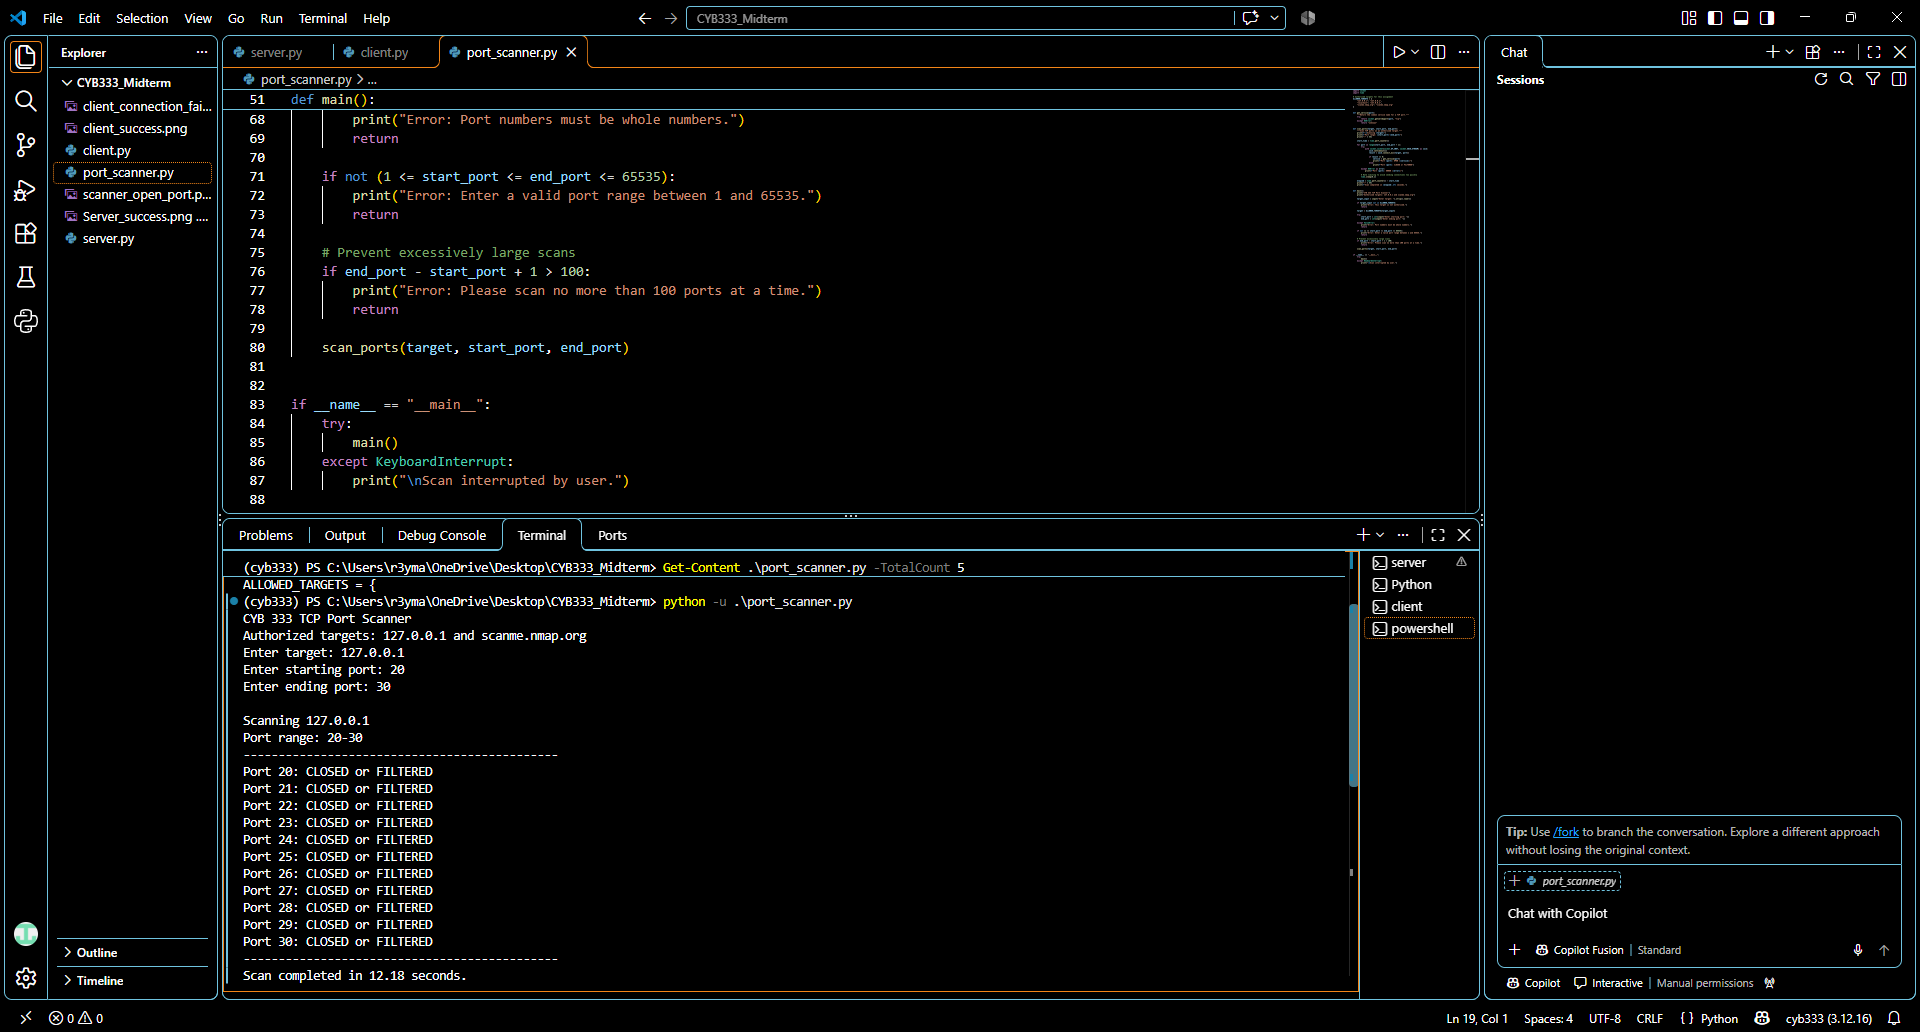 File Edit Selection View Go Run Terminal Help
CYB333_Midterm
Explorer
CYB333_Midterm
client_connection_fai...
client_success.png
client.py
port_scanner.py
scanner_open_port.p...
Server_success.png ....
server.py
Outline
Timeline
server.py client.py port_scanner.py
port_scanner.py > ...
51 def main():
68 print("Error: Port numbers must be whole numbers.")
69 return
70
71 if not (1 <= start_port <= end_port <= 65535):
72 print("Error: Enter a valid port range between 1 and 65535.")
73 return
74
75 # Prevent excessively large scans
76 if end_port - start_port + 1 > 100:
77 print("Error: Please scan no more than 100 ports at a time.")
78 return
79
80 scan_ports(target, start_port, end_port)
81
82
83 if __name__ == "__main__":
84 try:
85 main()
86 except KeyboardInterrupt:
87 print("\nScan interrupted by user.")
88
Problems Output Debug Console Terminal Ports
(cyb333) PS C:\Users\r3yma\OneDrive\Desktop\CYB333_Midterm> Get-Content .\port_scanner.py -TotalCount 5
ALLOWED_TARGETS = {
(cyb333) PS C:\Users\r3yma\OneDrive\Desktop\CYB333_Midterm> python -u .\port_scanner.py
CYB 333 TCP Port Scanner
Authorized targets: 127.0.0.1 and scanme.nmap.org
Enter target: 127.0.0.1
Enter starting port: 20
Enter ending port: 30
Scanning 127.0.0.1
Port range: 20-30
---------------------------------------------
Port 20: CLOSED or FILTERED
Port 21: CLOSED or FILTERED
Port 22: CLOSED or FILTERED
Port 23: CLOSED or FILTERED
Port 24: CLOSED or FILTERED
Port 25: CLOSED or FILTERED
Port 26: CLOSED or FILTERED
Port 27: CLOSED or FILTERED
Port 28: CLOSED or FILTERED
Port 29: CLOSED or FILTERED
Port 30: CLOSED or FILTERED
---------------------------------------------
Scan completed in 12.18 seconds.
server
Python
client
powershell
Chat
Sessions
Tip: Use /fork to branch the conversation. Explore a different approach
without losing the original context.
port_scanner.py
Chat with Copilot
Copilot Fusion | Standard
Copilot Interactive | Manual permissions
0 0
Ln 19, Col 1 Spaces: 4 UTF-8 CRLF { } Python cyb333 (3.12.16)